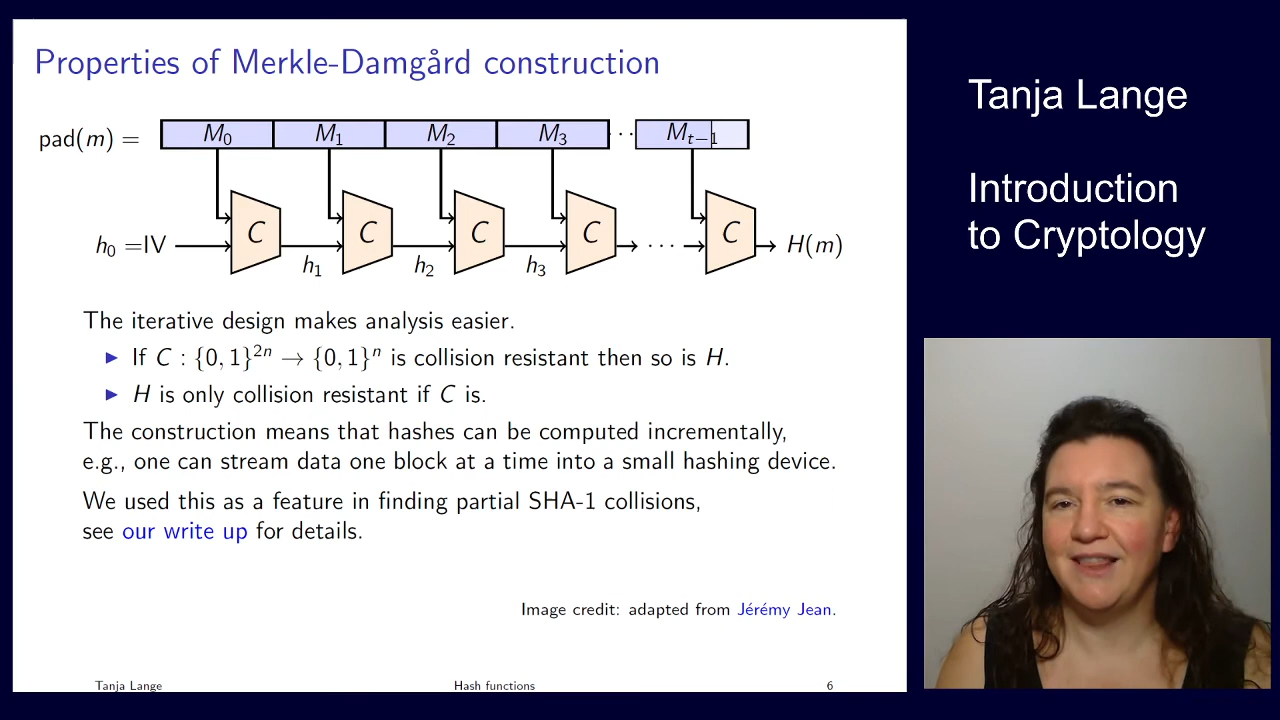 Properties of Merkle-Damgård construction
pad(m) = M₀ M₁ M₂ M₃ ··· Mₜ₋₁
C C C C C
h₀ =IV ··· H(m)
h₁ h₂ h₃
The iterative design makes analysis easier.
▶ If C : {0, 1}²ⁿ → {0, 1}ⁿ is collision resistant then so is H.
▶ H is only collision resistant if C is.
The construction means that hashes can be computed incrementally,
e.g., one can stream data one block at a time into a small hashing device.
We used this as a feature in finding partial SHA-1 collisions,
see our write up for details.
Image credit: adapted from Jérémy Jean.
Tanja Lange Hash functions 6
Tanja Lange
Introduction
to Cryptology